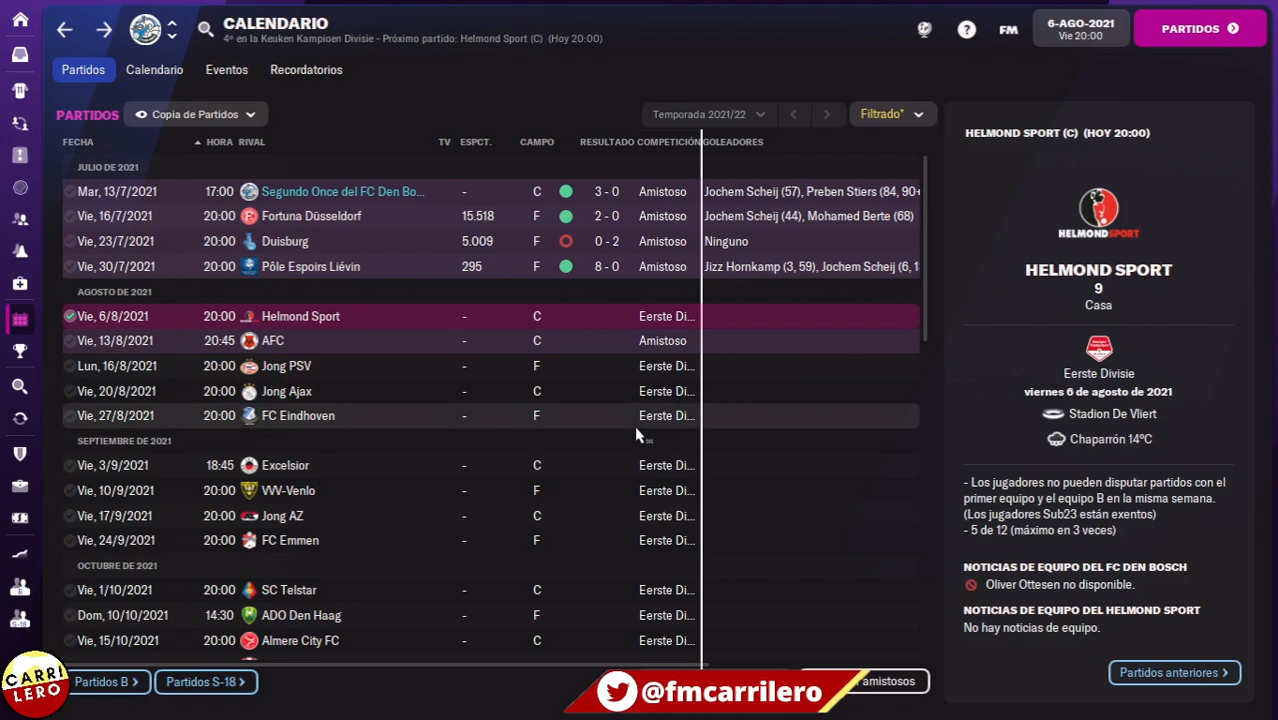 CALENDARIO
4º en la Keuken Kampioen Divisie - Próximo partido: Helmond Sport (C) (Hoy 20:00)
FM
6-AGO-2021
Vie 20:00
PARTIDOS
Partidos Calendario Eventos Recordatorios
PARTIDOS Copia de Partidos Temporada 2021/22 Filtrado*
FECHA HORA RIVAL TV ESPCT. CAMPO RESULTADO COMPETICIÓN GOLEADORES
JULIO DE 2021
Mar, 13/7/2021 17:00 Segundo Once del FC Den Bo... - C 3 - 0 Amistoso Jochem Scheij (57), Preben Stiers (84, 90+
Vie, 16/7/2021 20:00 Fortuna Düsseldorf 15.518 F 2 - 0 Amistoso Jochem Scheij (44), Mohamed Berte (68)
Vie, 23/7/2021 20:00 Duisburg 5.009 F 0 - 2 Amistoso Ninguno
Vie, 30/7/2021 20:00 Pôle Espoirs Liévin 295 F 8 - 0 Amistoso Jizz Hornkamp (3, 59), Jochem Scheij (6, 1
AGOSTO DE 2021
Vie, 6/8/2021 20:00 Helmond Sport - C Eerste Di...
Vie, 13/8/2021 20:45 AFC - C Amistoso
Lun, 16/8/2021 20:00 Jong PSV - F Eerste Di...
Vie, 20/8/2021 20:00 Jong Ajax - C Eerste Di...
Vie, 27/8/2021 20:00 FC Eindhoven - F Eerste Di...
SEPTIEMBRE DE 2021
Vie, 3/9/2021 18:45 Excelsior - C Eerste Di...
Vie, 10/9/2021 20:00 VVV-Venlo - F Eerste Di...
Vie, 17/9/2021 20:00 Jong AZ - C Eerste Di...
Vie, 24/9/2021 20:00 FC Emmen - F Eerste Di...
OCTUBRE DE 2021
Vie, 1/10/2021 20:00 SC Telstar - C Eerste Di...
Dom, 10/10/2021 14:30 ADO Den Haag - F Eerste Di...
Vie, 15/10/2021 20:00 Almere City FC - C Eerste Di...
Partidos B Partidos S-18 amistosos
CARRI
LERO
@fmcarrilero
HELMOND SPORT (C) (HOY 20:00)
HELMONDSPORT
HELMOND SPORT
9
Casa
Eerste Divisie
viernes 6 de agosto de 2021
Stadion De Vliert
Chaparrón 14ºC
- Los jugadores no pueden disputar partidos con el
primer equipo y el equipo B en la misma semana.
(Los jugadores Sub23 están exentos)
- 5 de 12 (máximo en 3 veces)
NOTICIAS DE EQUIPO DEL FC DEN BOSCH
Oliver Ottesen no disponible.
NOTICIAS DE EQUIPO DEL HELMOND SPORT
No hay noticias de equipo.
Partidos anteriores